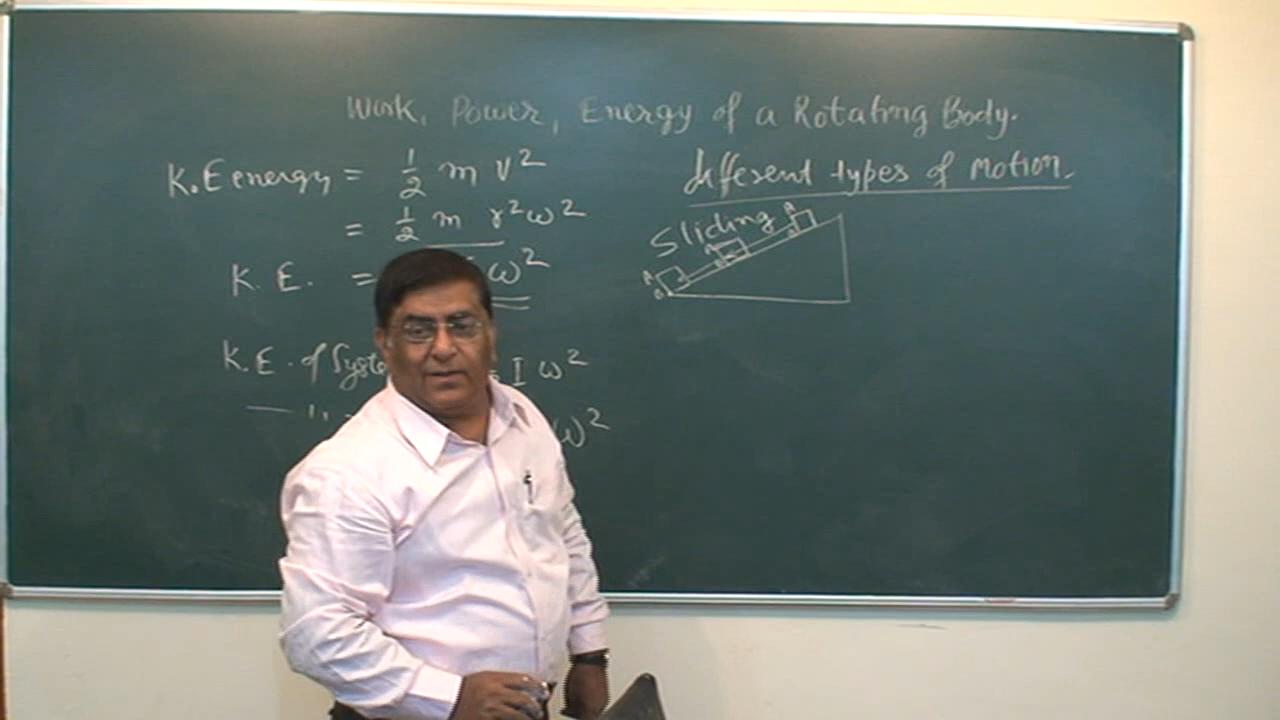 Work, Power, Energy of a Rotating Body.
K.E energy = 1/2 m v²
= 1/2 m r²ω²
K.E. = ω²
K.E. of Syste I ω²
ω²
different types of Motion.
Sliding
A
A
A
B